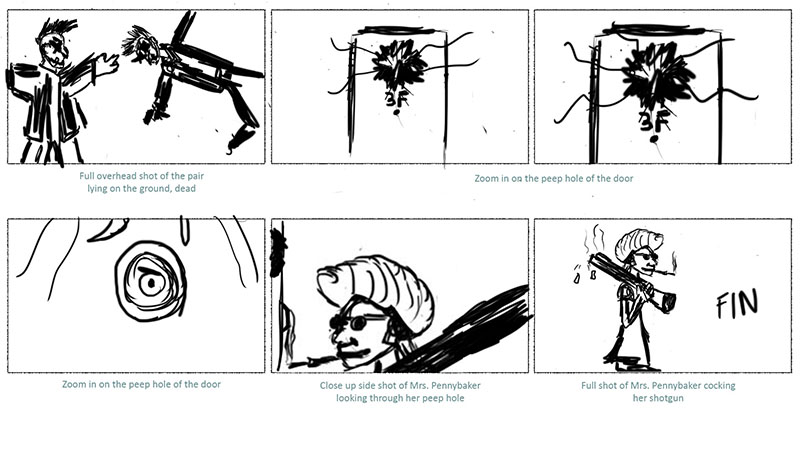 3F
3F
Full overhead shot of the pair
lying on the ground, dead
Zoom in on the peep hole of the door
FIN
Zoom in on the peep hole of the door
Close up side shot of Mrs. Pennybaker
looking through her peep hole
Full shot of Mrs. Pennybaker cocking
her shotgun